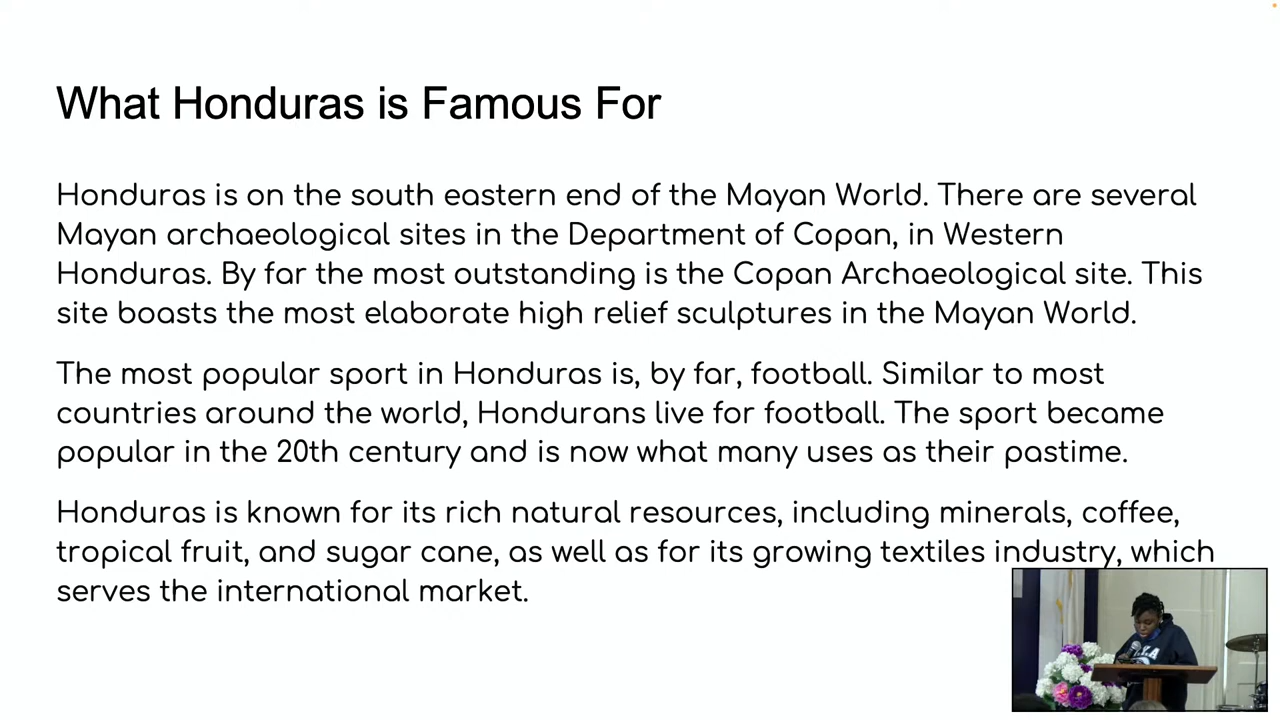 What Honduras is Famous For
Honduras is on the south eastern end of the Mayan World. There are several
Mayan archaeological sites in the Department of Copan, in Western
Honduras. By far the most outstanding is the Copan Archaeological site. This
site boasts the most elaborate high relief sculptures in the Mayan World.
The most popular sport in Honduras is, by far, football. Similar to most
countries around the world, Hondurans live for football. The sport became
popular in the 20th century and is now what many uses as their pastime.
Honduras is known for its rich natural resources, including minerals, coffee,
tropical fruit, and sugar cane, as well as for its growing textiles industry, which
serves the international market.